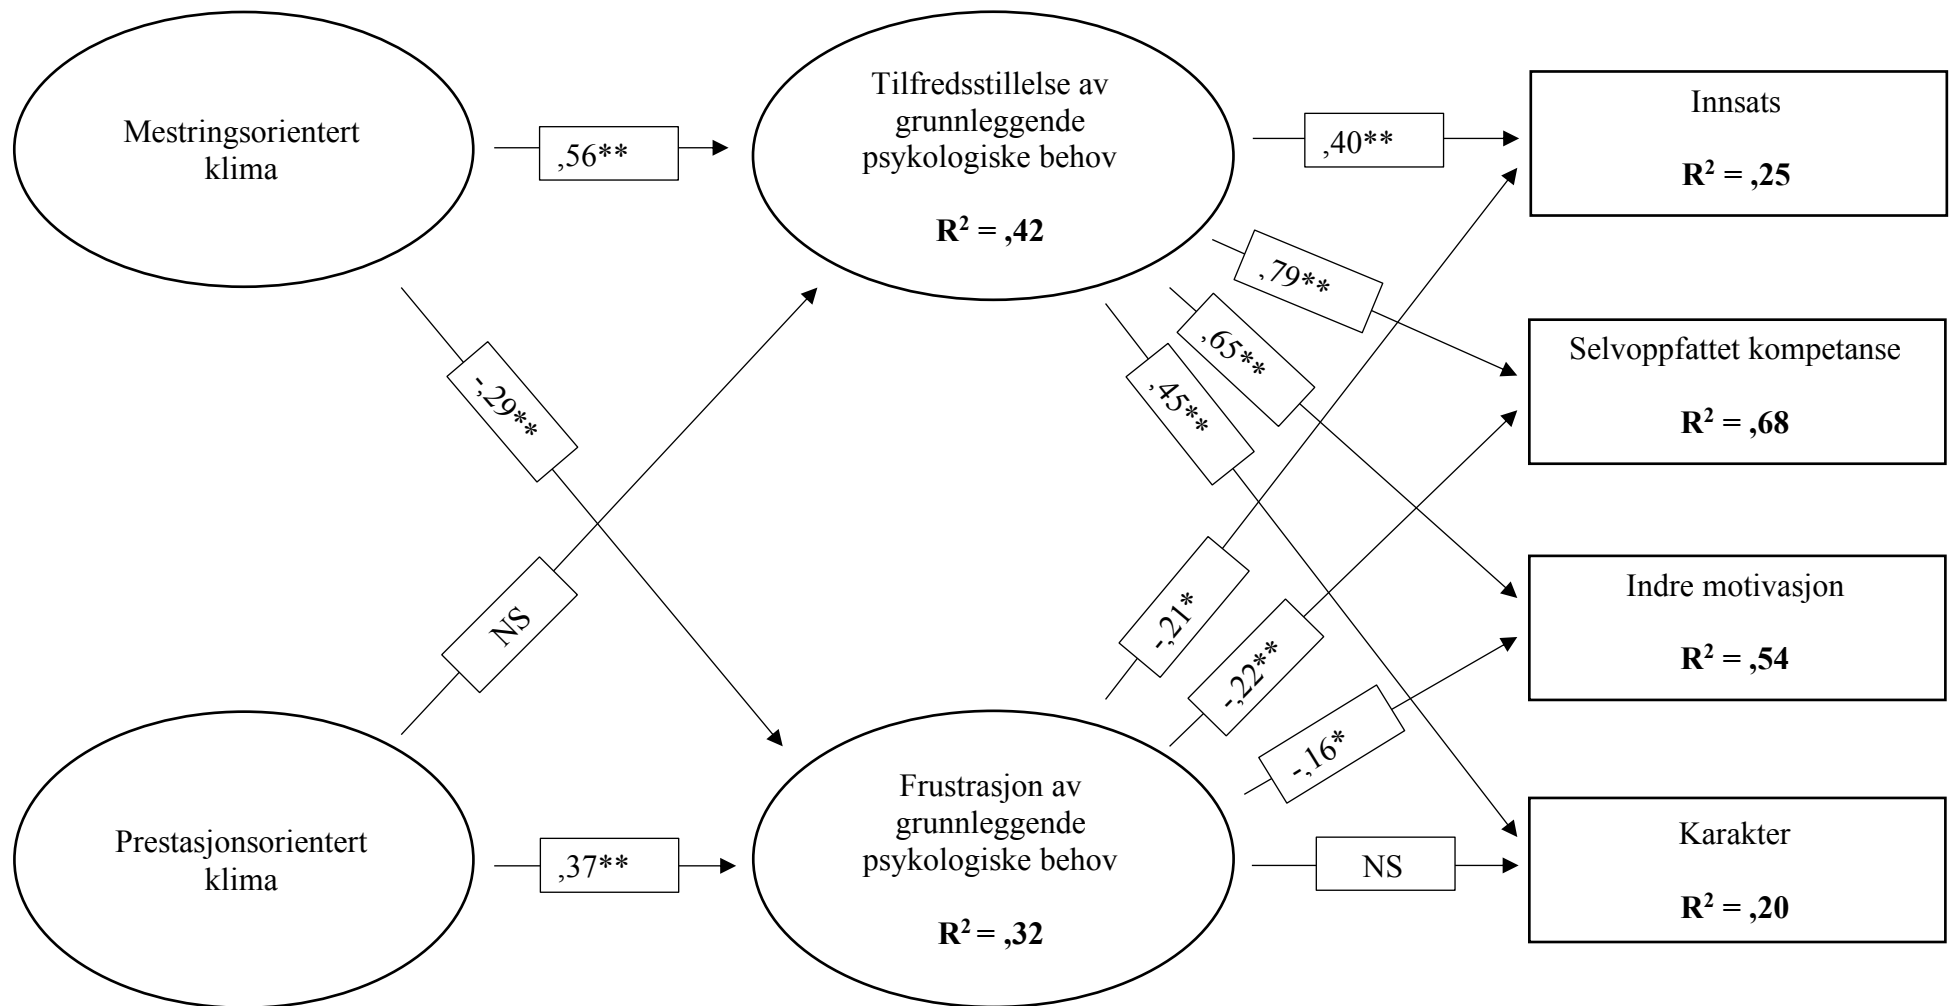 Mestringsorientert
klima
,56**
Tilfredsstillelse av
grunnleggende
psykologiske behov
R² = ,42
,40**
Innsats
R² = ,25
,79**
,65**
,45**
Selvoppfattet kompetanse
R² = ,68
-,29**
NS
-,21*
-,22**
-,16*
Indre motivasjon
R² = ,54
Prestasjonsorientert
klima
,37**
Frustrasjon av
grunnleggende
psykologiske behov
R² = ,32
NS
Karakter
R² = ,20